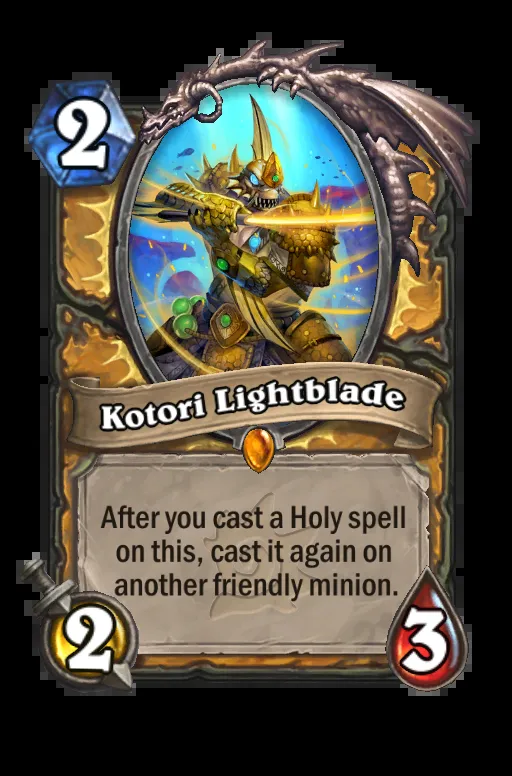 2
Kotori Lightblade
After you cast a Holy spell
on this, cast it again on
another friendly minion.
2
3